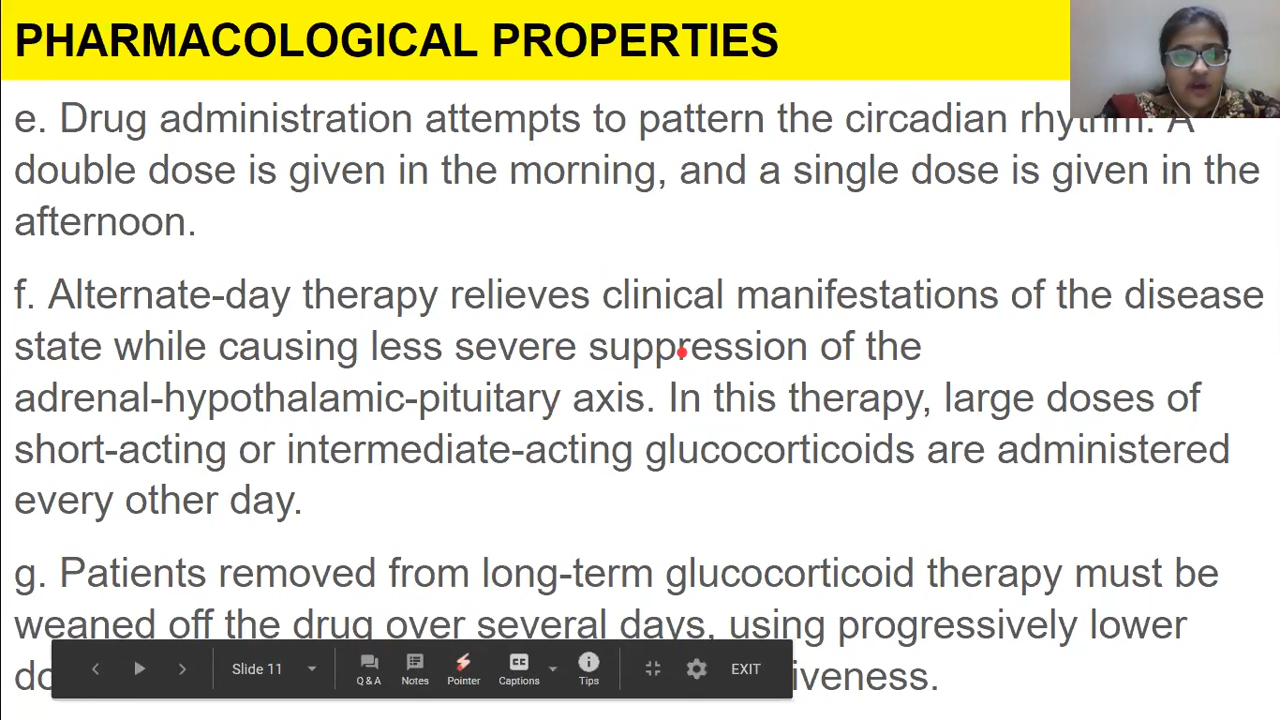 PHARMACOLOGICAL PROPERTIES
e. Drug administration attempts to pattern the circadian rhythm. A
double dose is given in the morning, and a single dose is given in the
afternoon.
f. Alternate-day therapy relieves clinical manifestations of the disease
state while causing less severe suppression of the
adrenal-hypothalamic-pituitary axis. In this therapy, large doses of
short-acting or intermediate-acting glucocorticoids are administered
every other day.
g. Patients removed from long-term glucocorticoid therapy must be
weaned off the drug over several days, using progressively lower
Slide 11
Q & A Notes Pointer CC Captions Tips EXIT